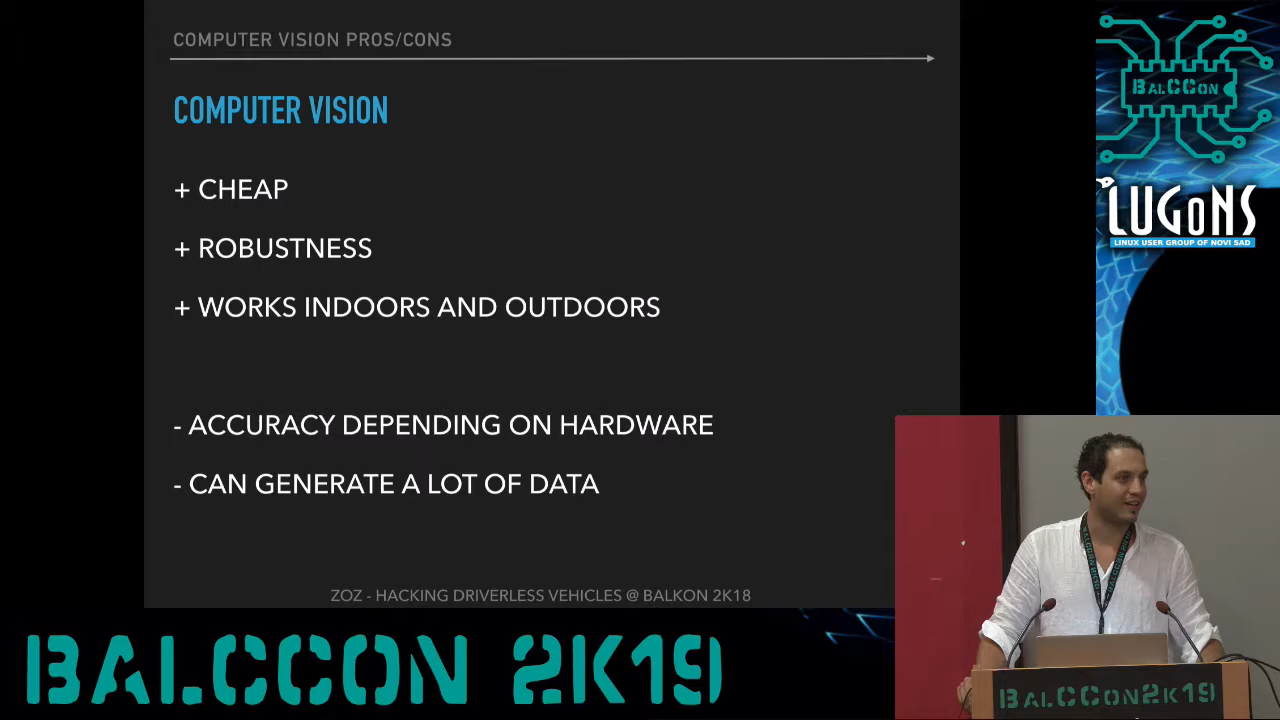 COMPUTER VISION PROS/CONS
COMPUTER VISION
+ CHEAP
+ ROBUSTNESS
+ WORKS INDOORS AND OUTDOORS
- ACCURACY DEPENDING ON HARDWARE
- CAN GENERATE A LOT OF DATA
ZOZ - HACKING DRIVERLESS VEHICLES @ BALKON 2K18
BALCCON
LUGONS
LINUX USER GROUP OF NOVI SAD
BALCCON 2K19
BALCCON2K19